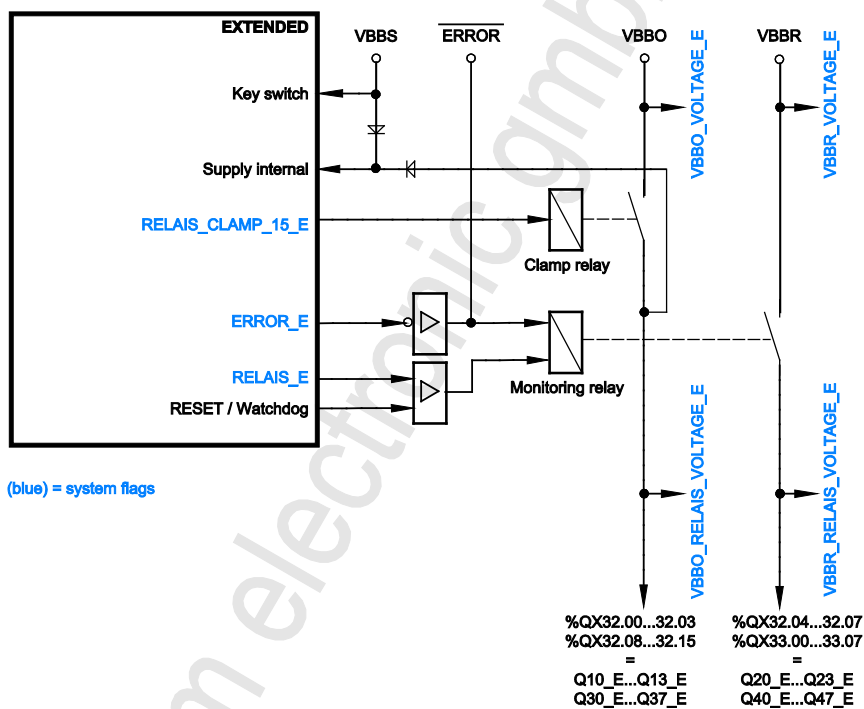 EXTENDED
VBBS
ERROR
VBBO
VBBR
VBBO_VOLTAGE_E
VBBR_VOLTAGE_E
Key switch
Supply internal
RELAIS_CLAMP_15_E
Clamp relay
ERROR_E
RELAIS_E
RESET / Watchdog
Monitoring relay
(blue) = system flags
VBBO_RELAIS_VOLTAGE_E
VBBR_RELAIS_VOLTAGE_E
%QX32.00...32.03
%QX32.08...32.15
=
Q10_E...Q13_E
Q30_E...Q37_E
%QX32.04...32.07
%QX33.00...33.07
=
Q20_E...Q23_E
Q40_E...Q47_E
m electronic gmb